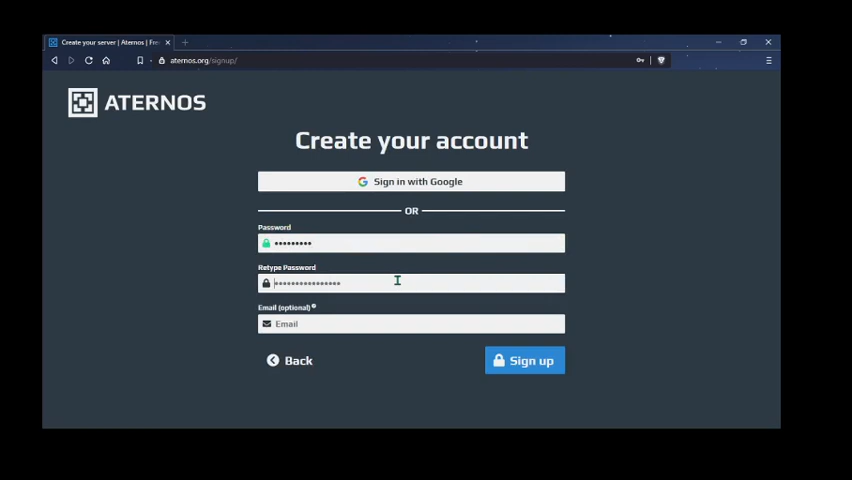 Create your server | Aternos | Fre
aternos.org/signup/
ATERNOS
Create your account
Sign in with Google
OR
Password
•••••••••
Retype Password
••••••••••••••••
Email (optional)
Email
Back
Sign up